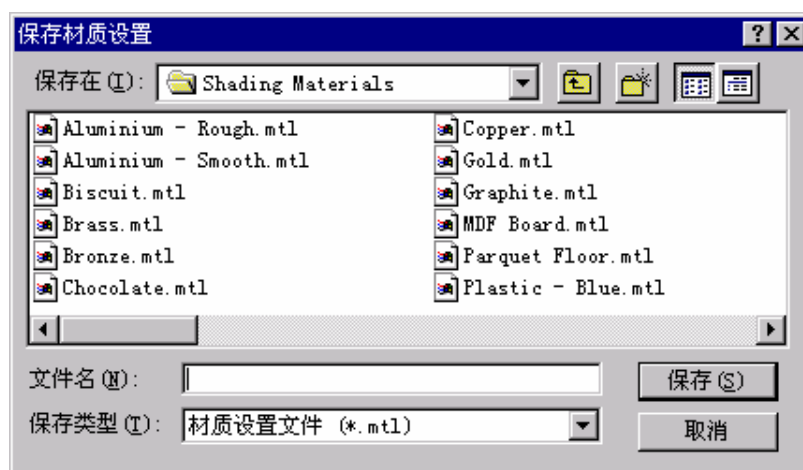 保存材质设置
保存在(I): Shading Materials
Aluminium - Rough.mtl
Aluminium - Smooth.mtl
Biscuit.mtl
Brass.mtl
Bronze.mtl
Chocolate.mtl
Copper.mtl
Gold.mtl
Graphite.mtl
MDF Board.mtl
Parquet Floor.mtl
Plastic - Blue.mtl
文件名(N):
保存(S)
保存类型(T): 材质设置文件 (*.mtl)
取消